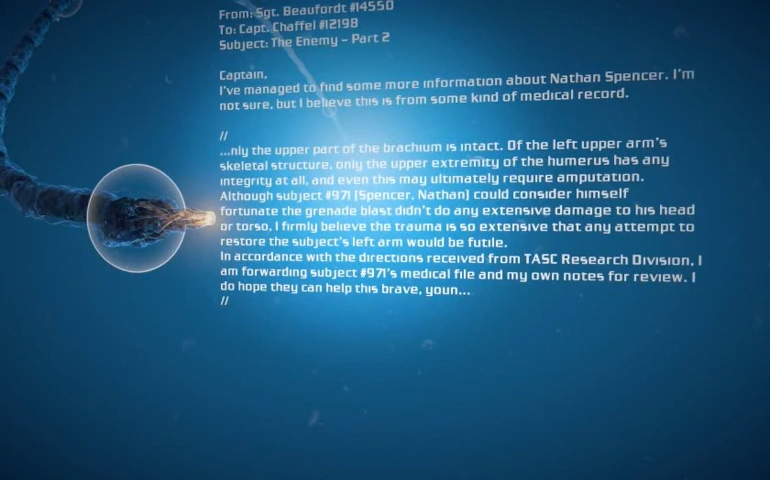 From: Sgt. Beaufordt #14550
To: Capt. Chaffel #12198
Subject: The Enemy - Part 2
Captain,
I've managed to find some more information about Nathan Spencer. I'm
not sure, but I believe this is from some kind of medical record.
//
...nly the upper part of the brachium is intact. Of the left upper arm's
skeletal structure, only the upper extremity of the humerus has any
integrity at all, and even this may ultimately require amputation.
Although subject #971 [Spencer, Nathan] could consider himself
fortunate the grenade blast didn't do any extensive damage to his head
or torso, I firmly believe the trauma is so extensive that any attempt to
restore the subject's left arm would be futile.
In accordance with the directions received from TASC Research Division, I
am forwarding subject #971's medical file and my own notes for review. I
do hope they can help this brave, youn...
//